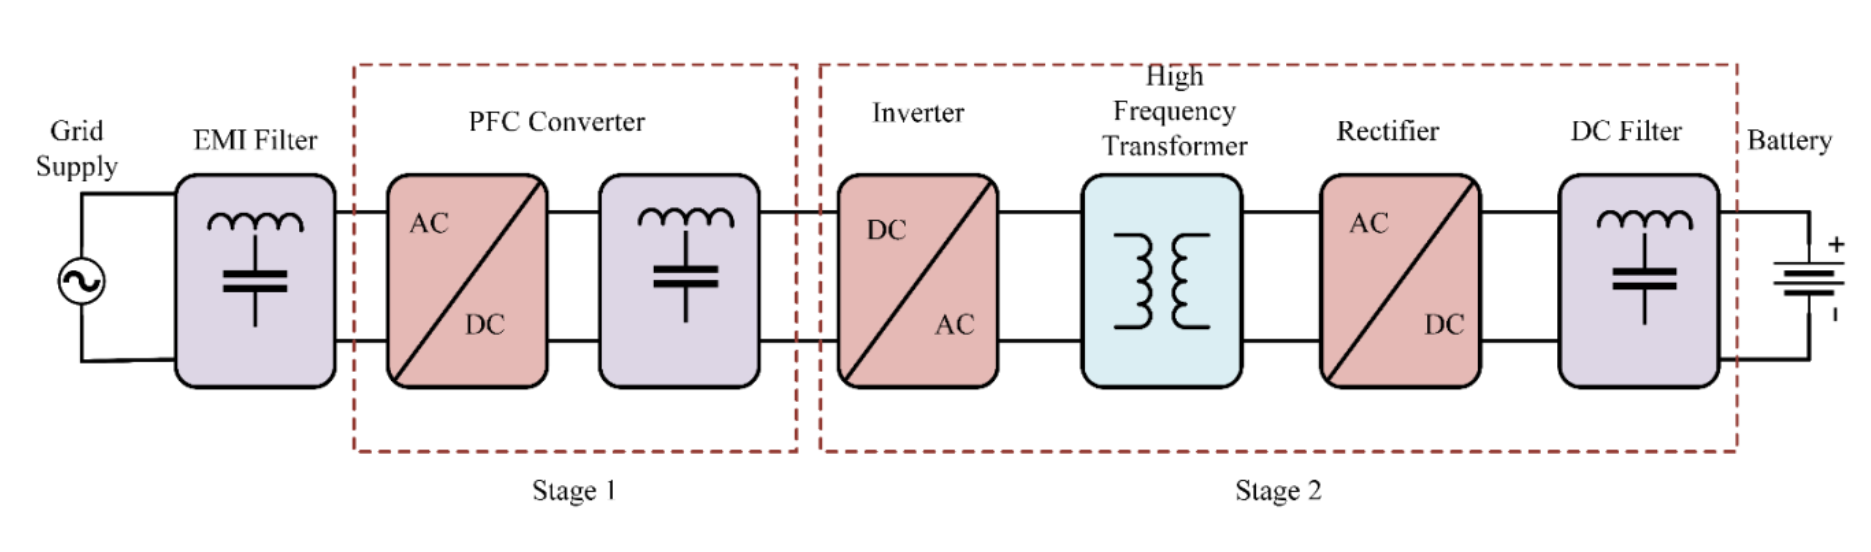 Grid
Supply
EMI Filter
PFC Converter
AC
DC
Inverter
DC
AC
High
Frequency
Transformer
Rectifier
AC
DC
DC Filter
Battery
+
-
Stage 1
Stage 2